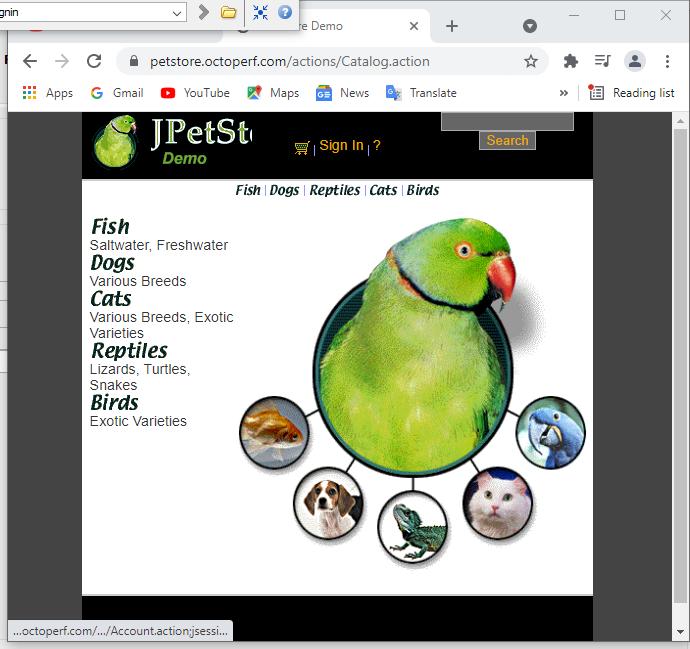 gnin
re Demo
petstore.octoperf.com/actions/Catalog.action
Apps Gmail YouTube Maps News Translate » Reading list
JPetSto
Demo
Sign In | ?
Search
Fish | Dogs | Reptiles | Cats | Birds
Fish
Saltwater, Freshwater
Dogs
Various Breeds
Cats
Various Breeds, Exotic
Varieties
Reptiles
Lizards, Turtles,
Snakes
Birds
Exotic Varieties
...octoperf.com/.../Account.action;jsessi...